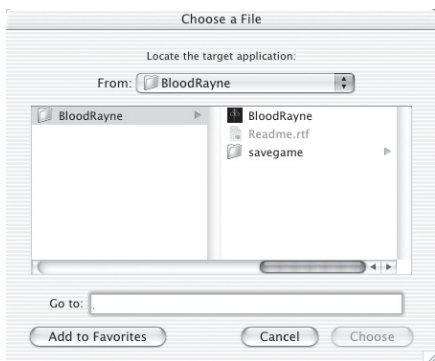 Choose a File
Locate the target application:
From: BloodRayne
BloodRayne
BloodRayne
Readme.rtf
savegame
Go to:
Add to Favorites
Cancel
Choose